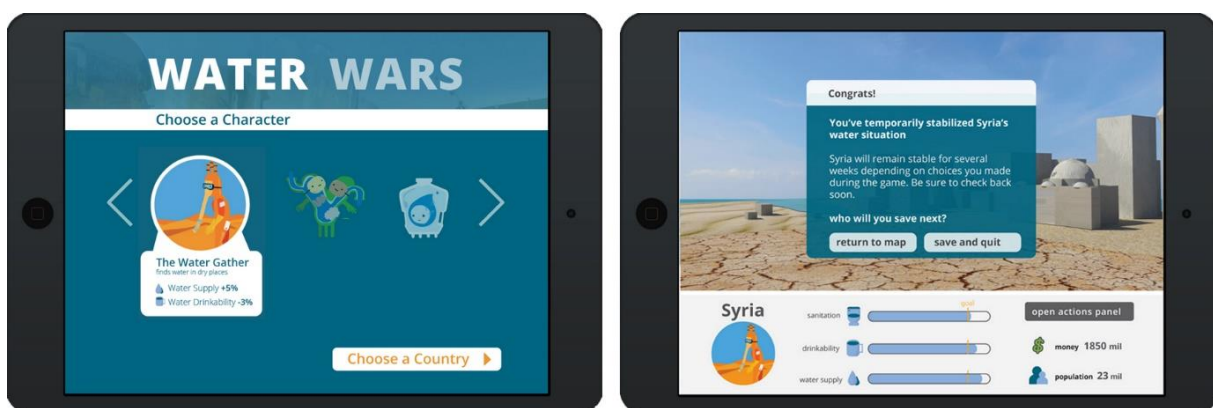 WATER WARS
Choose a Character
The Water Gather
finds water in dry places
Water Supply +5%
Water Drinkability -3%
Choose a Country
Congrats!
You've temporarily stabilized Syria's
water situation
Syria will remain stable for several
weeks depending on choices you made
during the game. Be sure to check back
soon.
who will you save next?
return to map
save and quit
Syria
goal
sanitation
drinkability
water supply
open actions panel
money 1850 mil
population 23 mil